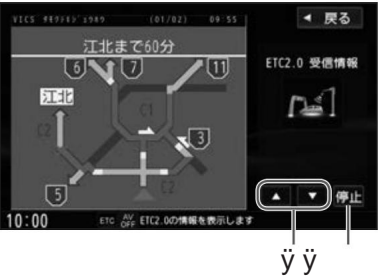 VICS (01/02) 09:55
◀ 戻る
江北まで60分
ETC2.0 受信情報
6 7 11
江北
C1
C2
3
5
C2
▲ ▼ 停止
10:00 ETC AV OFF ETC2.0の情報を表示します
ÿ ÿ